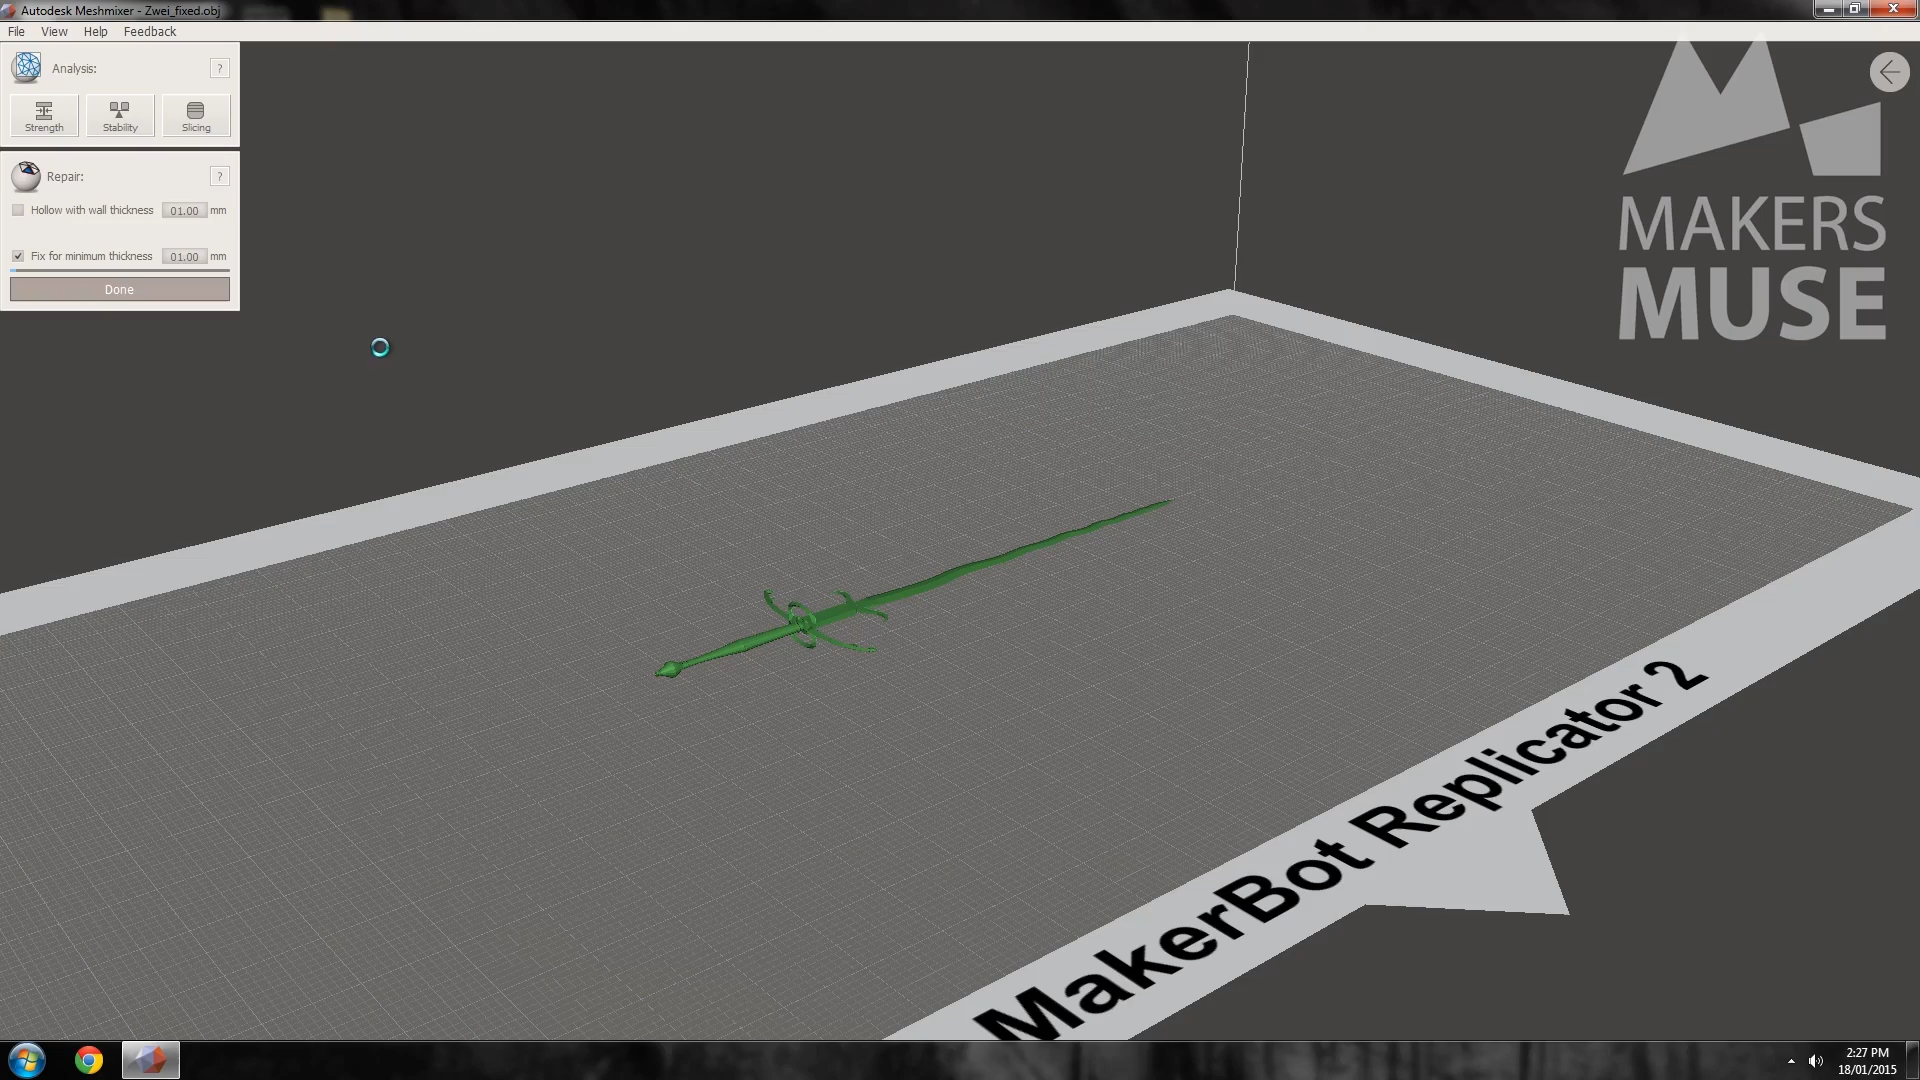 Autodesk Meshmixer - Zwei_fixed.obj
File View Help Feedback
Analysis: ?
Strength Stability Slicing
Repair: ?
Hollow with wall thickness 01.00 mm
Fix for minimum thickness 01.00 mm
Done
MAKERS
MUSE
MakerBot Replicator 2
2:27 PM
18/01/2015